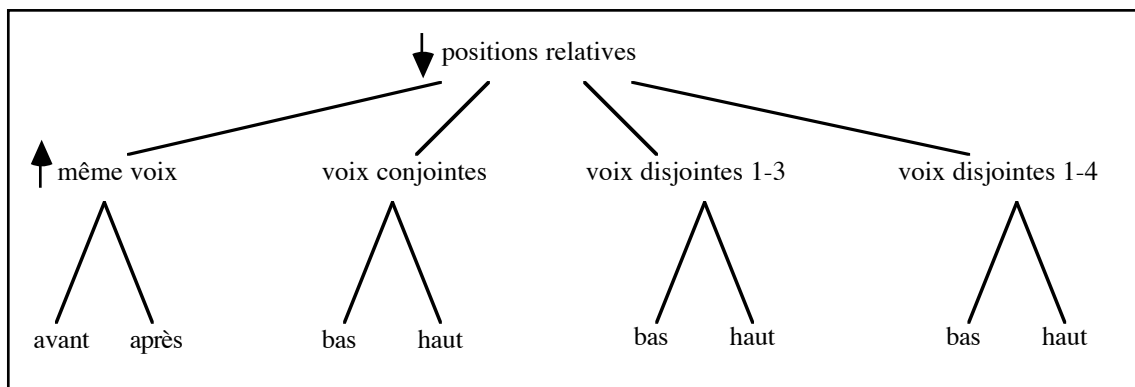 positions relatives
même voix voix conjointes voix disjointes 1-3 voix disjointes 1-4
avant après bas haut bas haut bas haut